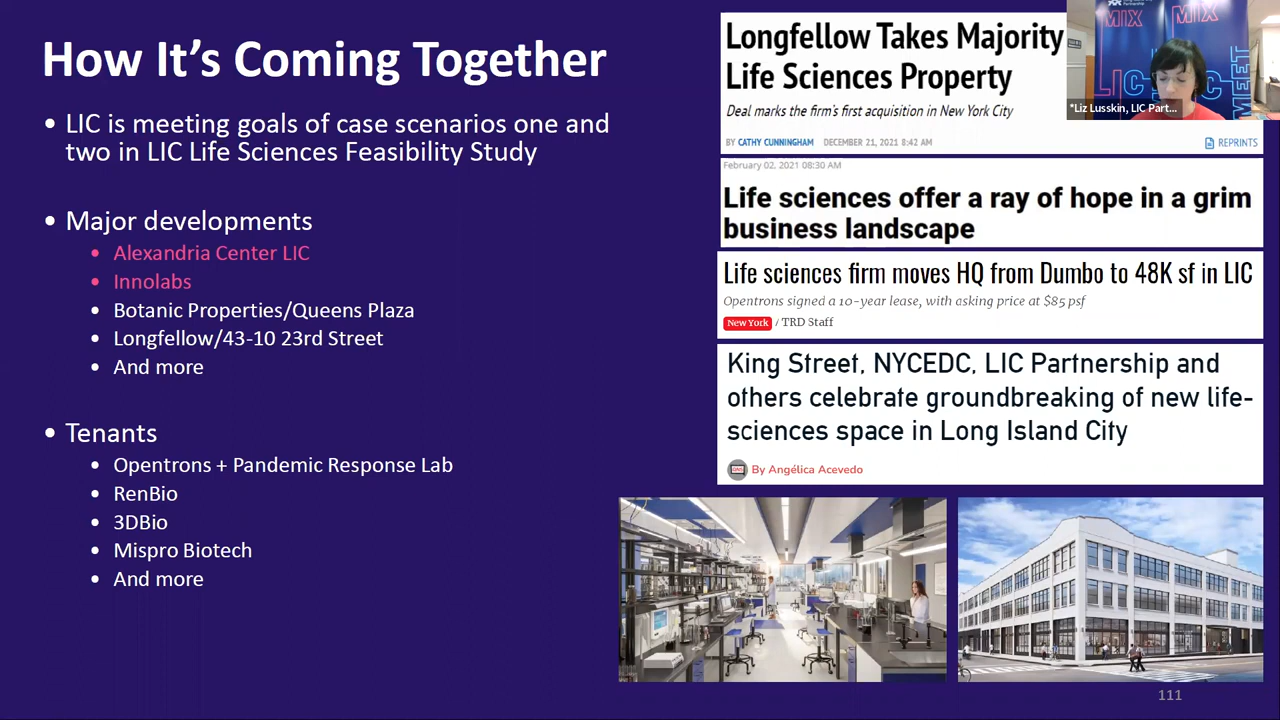 How It's Coming Together
• LIC is meeting goals of case scenarios one and
two in LIC Life Sciences Feasibility Study
• Major developments
• Alexandria Center LIC
• Innolabs
• Botanic Properties/Queens Plaza
• Longfellow/43-10 23rd Street
• And more
• Tenants
• Opentrons + Pandemic Response Lab
• RenBio
• 3DBio
• Mispro Biotech
• And more
Longfellow Takes Majority
Life Sciences Property
Deal marks the firm's first acquisition in New York City
BY CATHY CUNNINGHAM DECEMBER 21, 2021 8:42 AM
REPRINTS
February 02, 2021 08:30 AM
Life sciences offer a ray of hope in a grim
business landscape
Life sciences firm moves HQ from Dumbo to 48K sf in LIC
Opentrons signed a 10-year lease, with asking price at $85 psf
New York / TRD Staff
King Street, NYCEDC, LIC Partnership and
others celebrate groundbreaking of new life-
sciences space in Long Island City
By Angélica Acevedo
MIX
MIX
LIC
MEET
*Liz Lusskin, LIC Part...
111